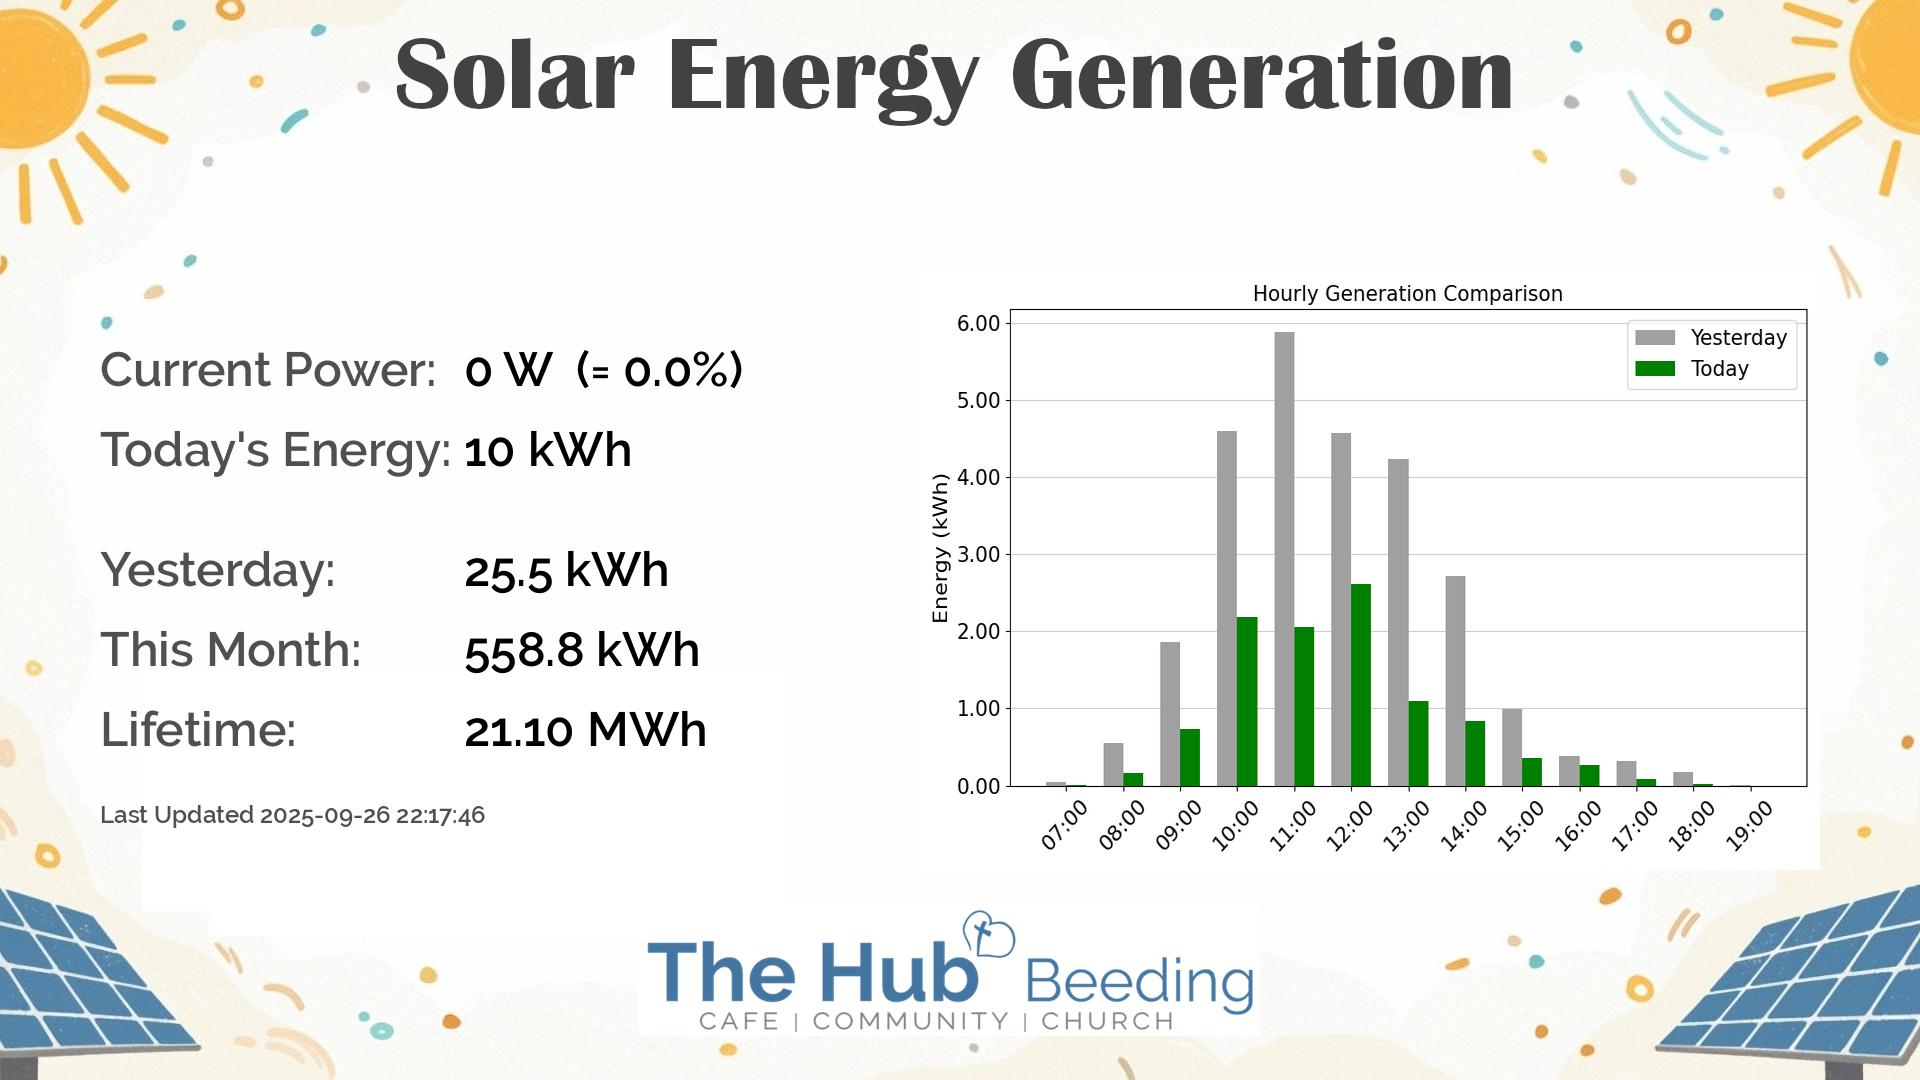 Solar Energy Generation
Current Power: 0 W (= 0.0%)
Today's Energy: 10 kWh
Yesterday: 25.5 kWh
This Month: 558.8 kWh
Lifetime: 21.10 MWh
Last Updated 2025-09-26 22:17:46
Hourly Generation Comparison
Yesterday
Today
Energy (kWh)
6.00
5.00
4.00
3.00
2.00
1.00
0.00
07:00 08:00 09:00 10:00 11:00 12:00 13:00 14:00 15:00 16:00 17:00 18:00 19:00
The Hub Beeding
CAFE | COMMUNITY | CHURCH